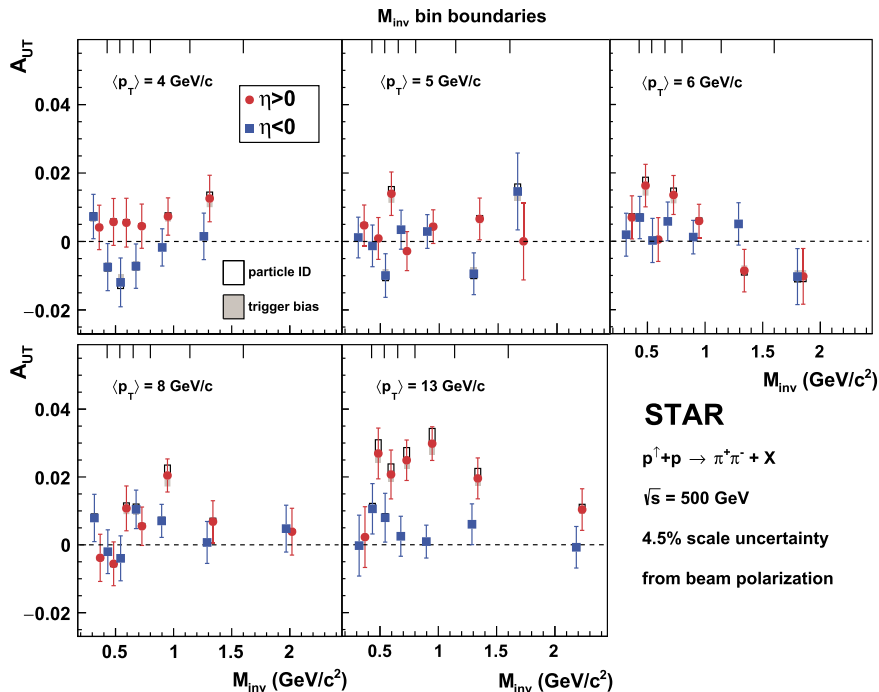 M_inv bin boundaries
A_UT
⟨p_T⟩ = 4 GeV/c
⟨p_T⟩ = 5 GeV/c
⟨p_T⟩ = 6 GeV/c
η>0
η<0
0.04
0.02
0
−0.02
particle ID
trigger bias
0.5 1 1.5 2
M_inv (GeV/c²)
A_UT
⟨p_T⟩ = 8 GeV/c
⟨p_T⟩ = 13 GeV/c
0.04
0.02
0
−0.02
0.5 1 1.5 2
0.5 1 1.5 2
M_inv (GeV/c²)
M_inv (GeV/c²)
STAR
p↑+p → π⁺π⁻ + X
√s = 500 GeV
4.5% scale uncertainty
from beam polarization